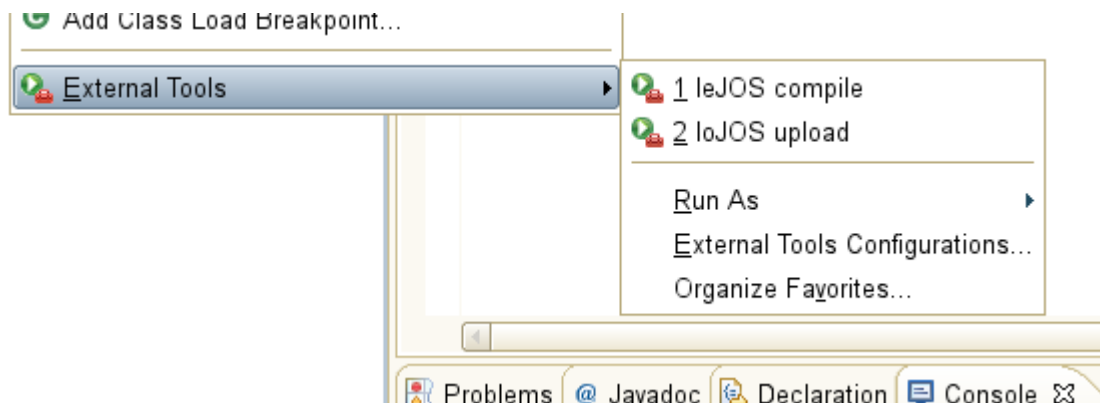 Add Class Load Breakpoint...
External Tools
1 leJOS compile
2 loJOS upload
Run As
External Tools Configurations...
Organize Favorites...
Problems @ Javadoc Declaration Console